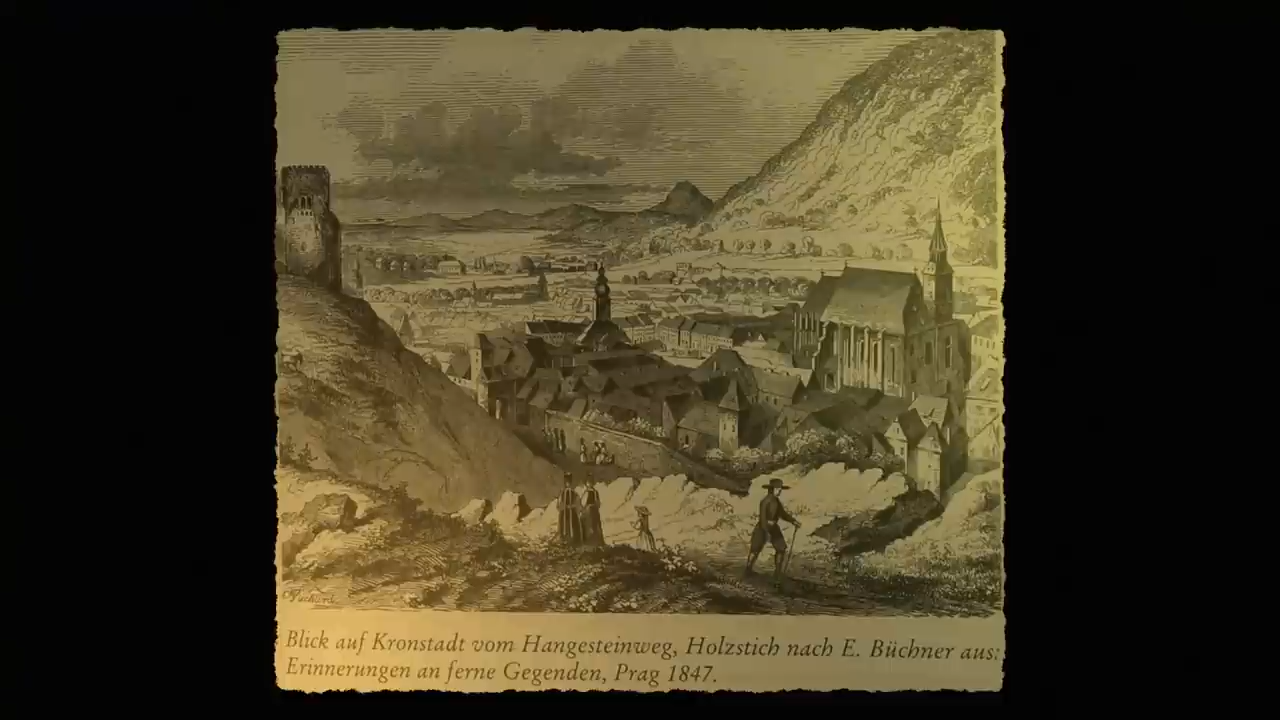 Blick auf Kronstadt vom Hangesteinweg, Holzstich nach E. Büchner aus:
Erinnerungen an ferne Gegenden, Prag 1847.